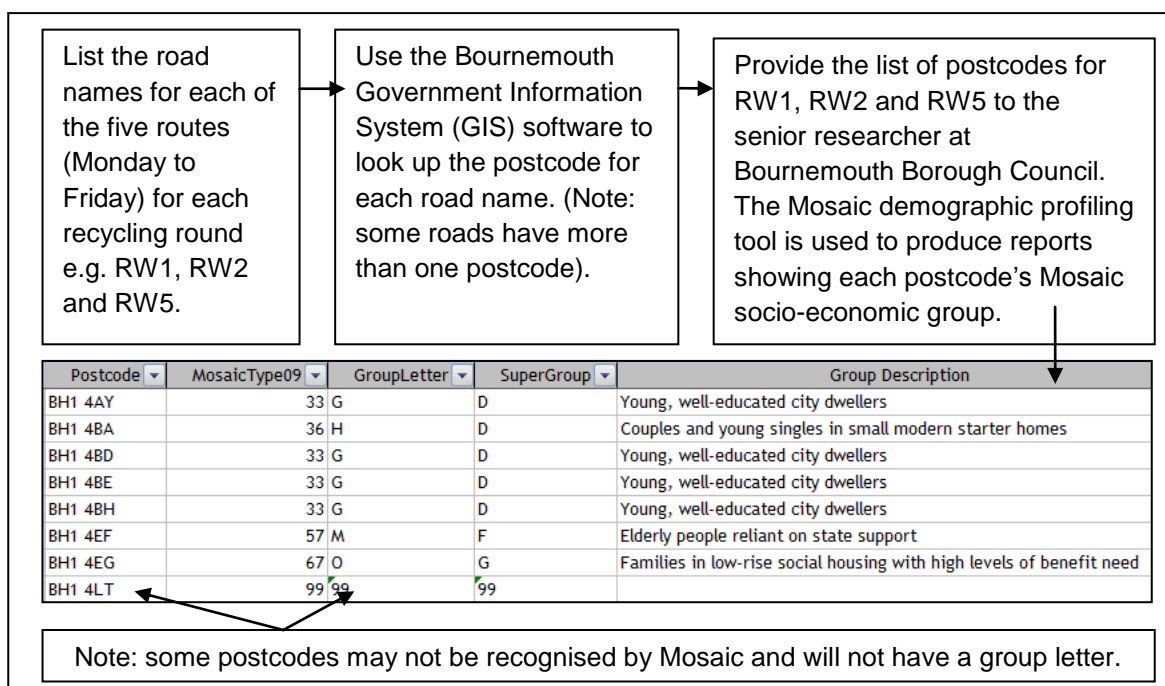 List the road
names for each of
the five routes
(Monday to
Friday) for each
recycling round
e.g. RW1, RW2
and RW5.
Use the Bournemouth
Government Information
System (GIS) software to
look up the postcode for
each road name. (Note:
some roads have more
than one postcode).
Provide the list of postcodes for
RW1, RW2 and RW5 to the
senior researcher at
Bournemouth Borough Council.
The Mosaic demographic profiling
tool is used to produce reports
showing each postcode’s Mosaic
socio-economic group.
Postcode MosaicType09 GroupLetter SuperGroup Group Description
BH1 4AY 33 G D Young, well-educated city dwellers
BH1 4BA 36 H D Couples and young singles in small modern starter homes
BH1 4BD 33 G D Young, well-educated city dwellers
BH1 4BE 33 G D Young, well-educated city dwellers
BH1 4BH 33 G D Young, well-educated city dwellers
BH1 4EF 57 M F Elderly people reliant on state support
BH1 4EG 67 O G Families in low-rise social housing with high levels of benefit need
BH1 4LT 99 99 99
Note: some postcodes may not be recognised by Mosaic and will not have a group letter.